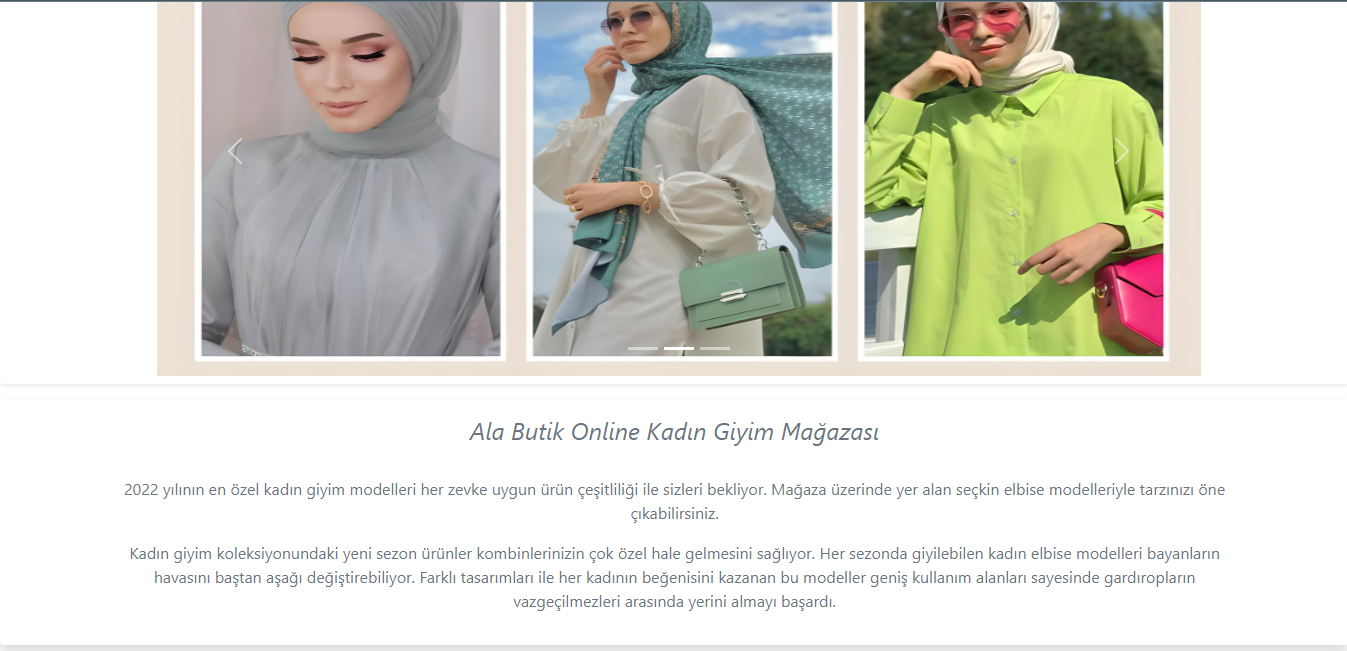 Ala Butik Online Kadın Giyim Mağazası
2022 yılının en özel kadın giyim modelleri her zevke uygun ürün çeşitliliği ile sizleri bekliyor. Mağaza üzerinde yer alan seçkin elbise modelleriyle tarzınızı öne
çıkabilirsiniz.
Kadın giyim koleksiyonundaki yeni sezon ürünler kombinlerinizin çok özel hale gelmesini sağlıyor. Her sezonda giyilebilen kadın elbise modelleri bayanların
havasını baştan aşağı değiştirebiliyor. Farklı tasarımları ile her kadının beğenisini kazanan bu modeller geniş kullanım alanları sayesinde gardıropların
vazgeçilmezleri arasında yerini almayı başardı.